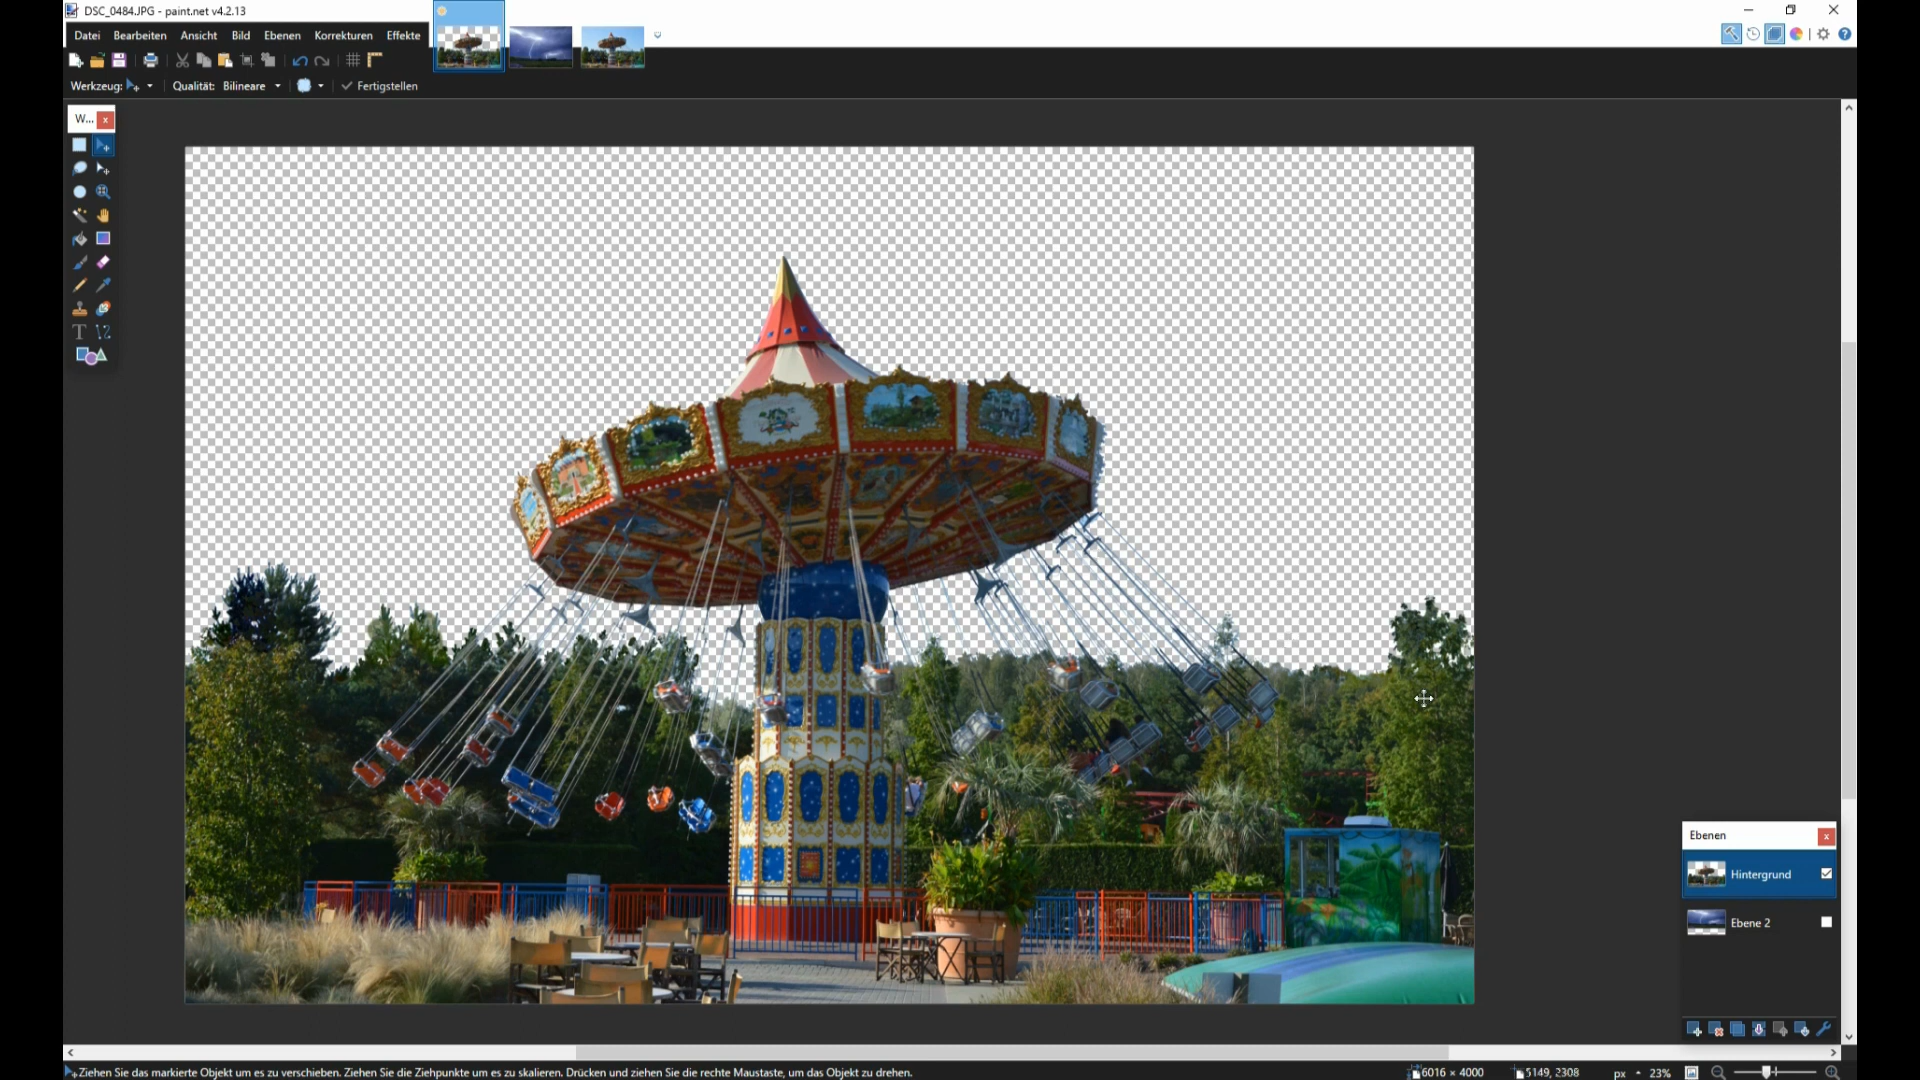 DSC_0484.JPG - paint.net v4.2.13
Datei Bearbeiten Ansicht Bild Ebenen Korrekturen Effekte
Werkzeug: Qualität: Bilineare Fertigstellen
W...
Ebenen
Hintergrund
Ebene 2
Ziehen Sie das markierte Objekt um es zu verschieben. Ziehen Sie die Ziehpunkte um es zu skalieren. Drücken und ziehen Sie die rechte Maustaste, um das Objekt zu drehen. 6016 × 4000 5149, 2308 px 23%